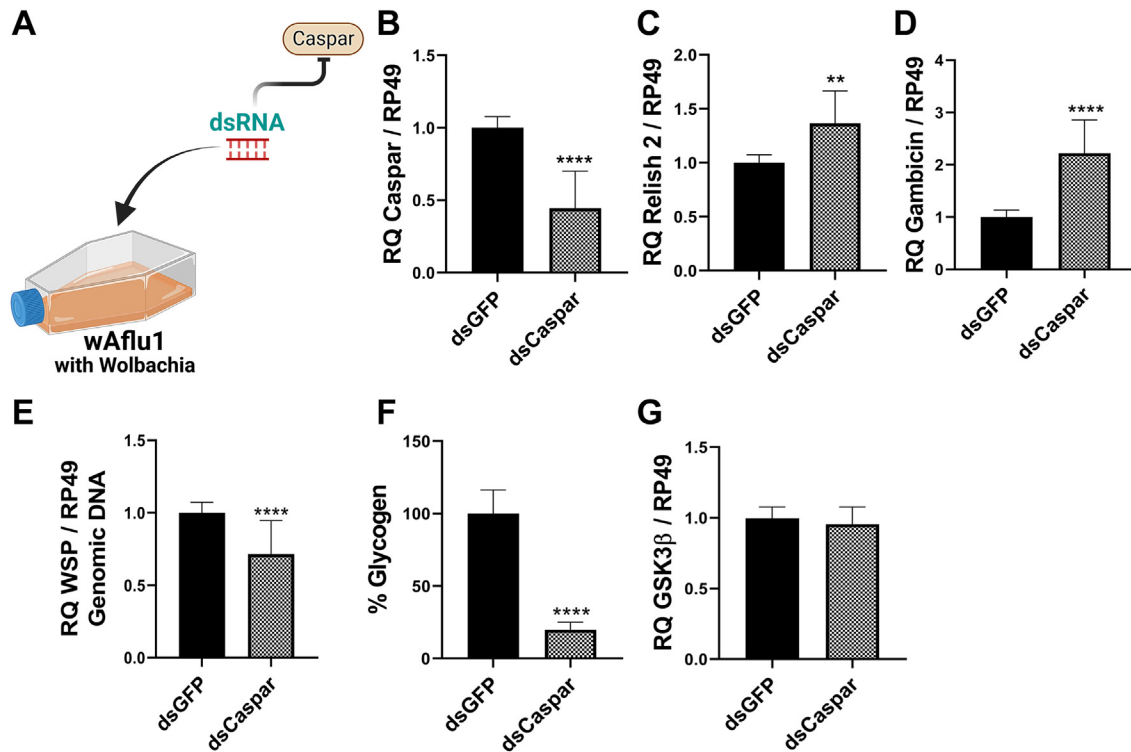 A
Caspar
dsRNA
wAflu1
with Wolbachia
B
RQ Caspar / RP49
1.5
1.0
0.5
0.0
****
dsGFP
dsCaspar
C
RQ Relish 2 / RP49
2.0
1.5
1.0
0.5
0.0
**
dsGFP
dsCaspar
D
RQ Gambicin / RP49
4
3
2
1
0
****
dsGFP
dsCaspar
E
RQ WSP / RP49
Genomic DNA
1.5
1.0
0.5
0.0
****
dsGFP
dsCaspar
F
% Glycogen
150
100
50
0
****
dsGFP
dsCaspar
G
RQ GSK3β / RP49
1.5
1.0
0.5
0.0
dsGFP
dsCaspar